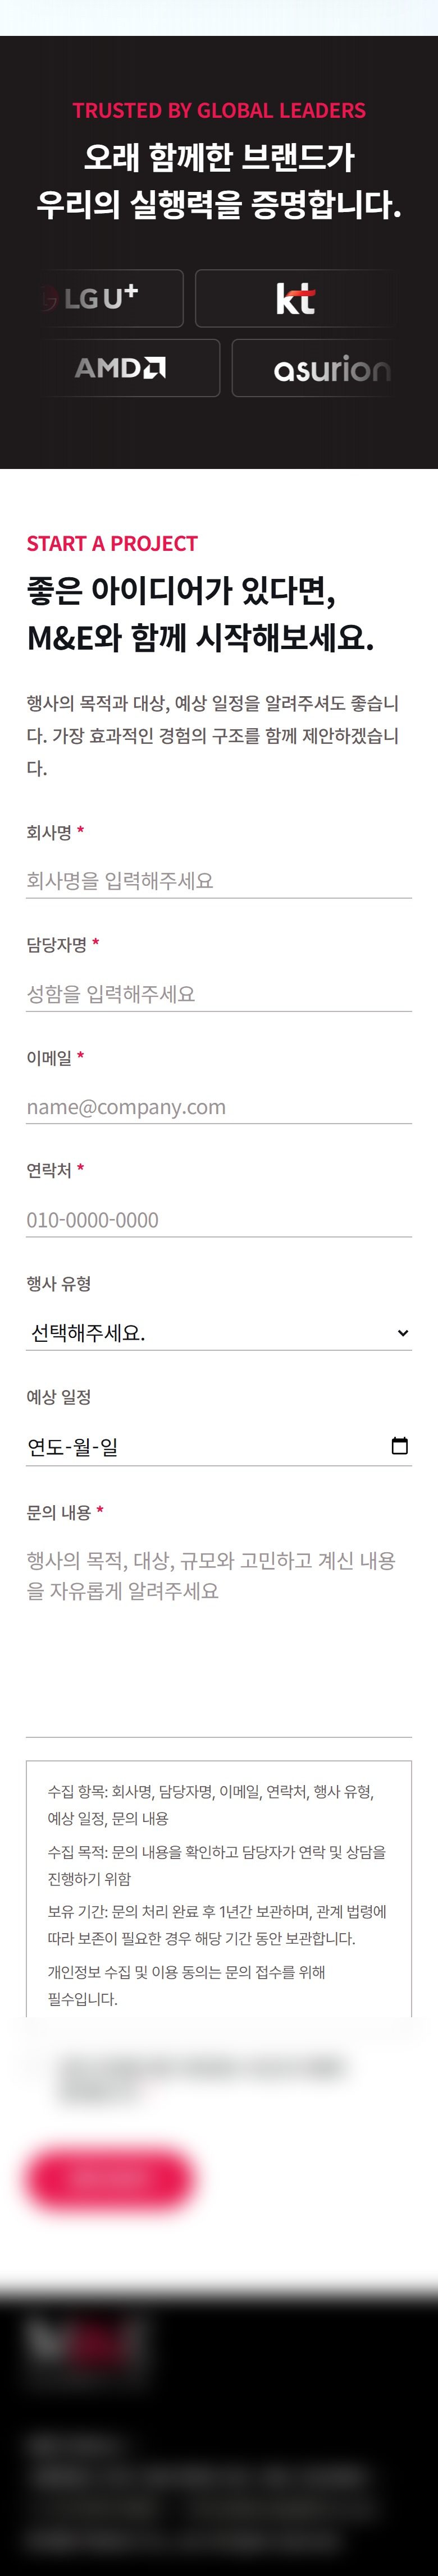 TRUSTED BY GLOBAL LEADERS
오래 함께한 브랜드가
우리의 실행력을 증명합니다.
LG U+
kt
AMD
asurion
START A PROJECT
좋은 아이디어가 있다면,
M&E와 함께 시작해보세요.
행사의 목적과 대상, 예상 일정을 알려주셔도 좋습니
다. 가장 효과적인 경험의 구조를 함께 제안하겠습니
다.
회사명 *
회사명을 입력해주세요
담당자명 *
성함을 입력해주세요
이메일 *
name@company.com
연락처 *
010-0000-0000
행사 유형
선택해주세요.
예상 일정
연도-월-일
문의 내용 *
행사의 목적, 대상, 규모와 고민하고 계신 내용
을 자유롭게 알려주세요
수집 항목: 회사명, 담당자명, 이메일, 연락처, 행사 유형,
예상 일정, 문의 내용
수집 목적: 문의 내용을 확인하고 담당자가 연락 및 상담을
진행하기 위함
보유 기간: 문의 처리 완료 후 1년간 보관하며, 관계 법령에
따라 보존이 필요한 경우 해당 기간 동안 보관합니다.
개인정보 수집 및 이용 동의는 문의 접수를 위해
필수입니다.